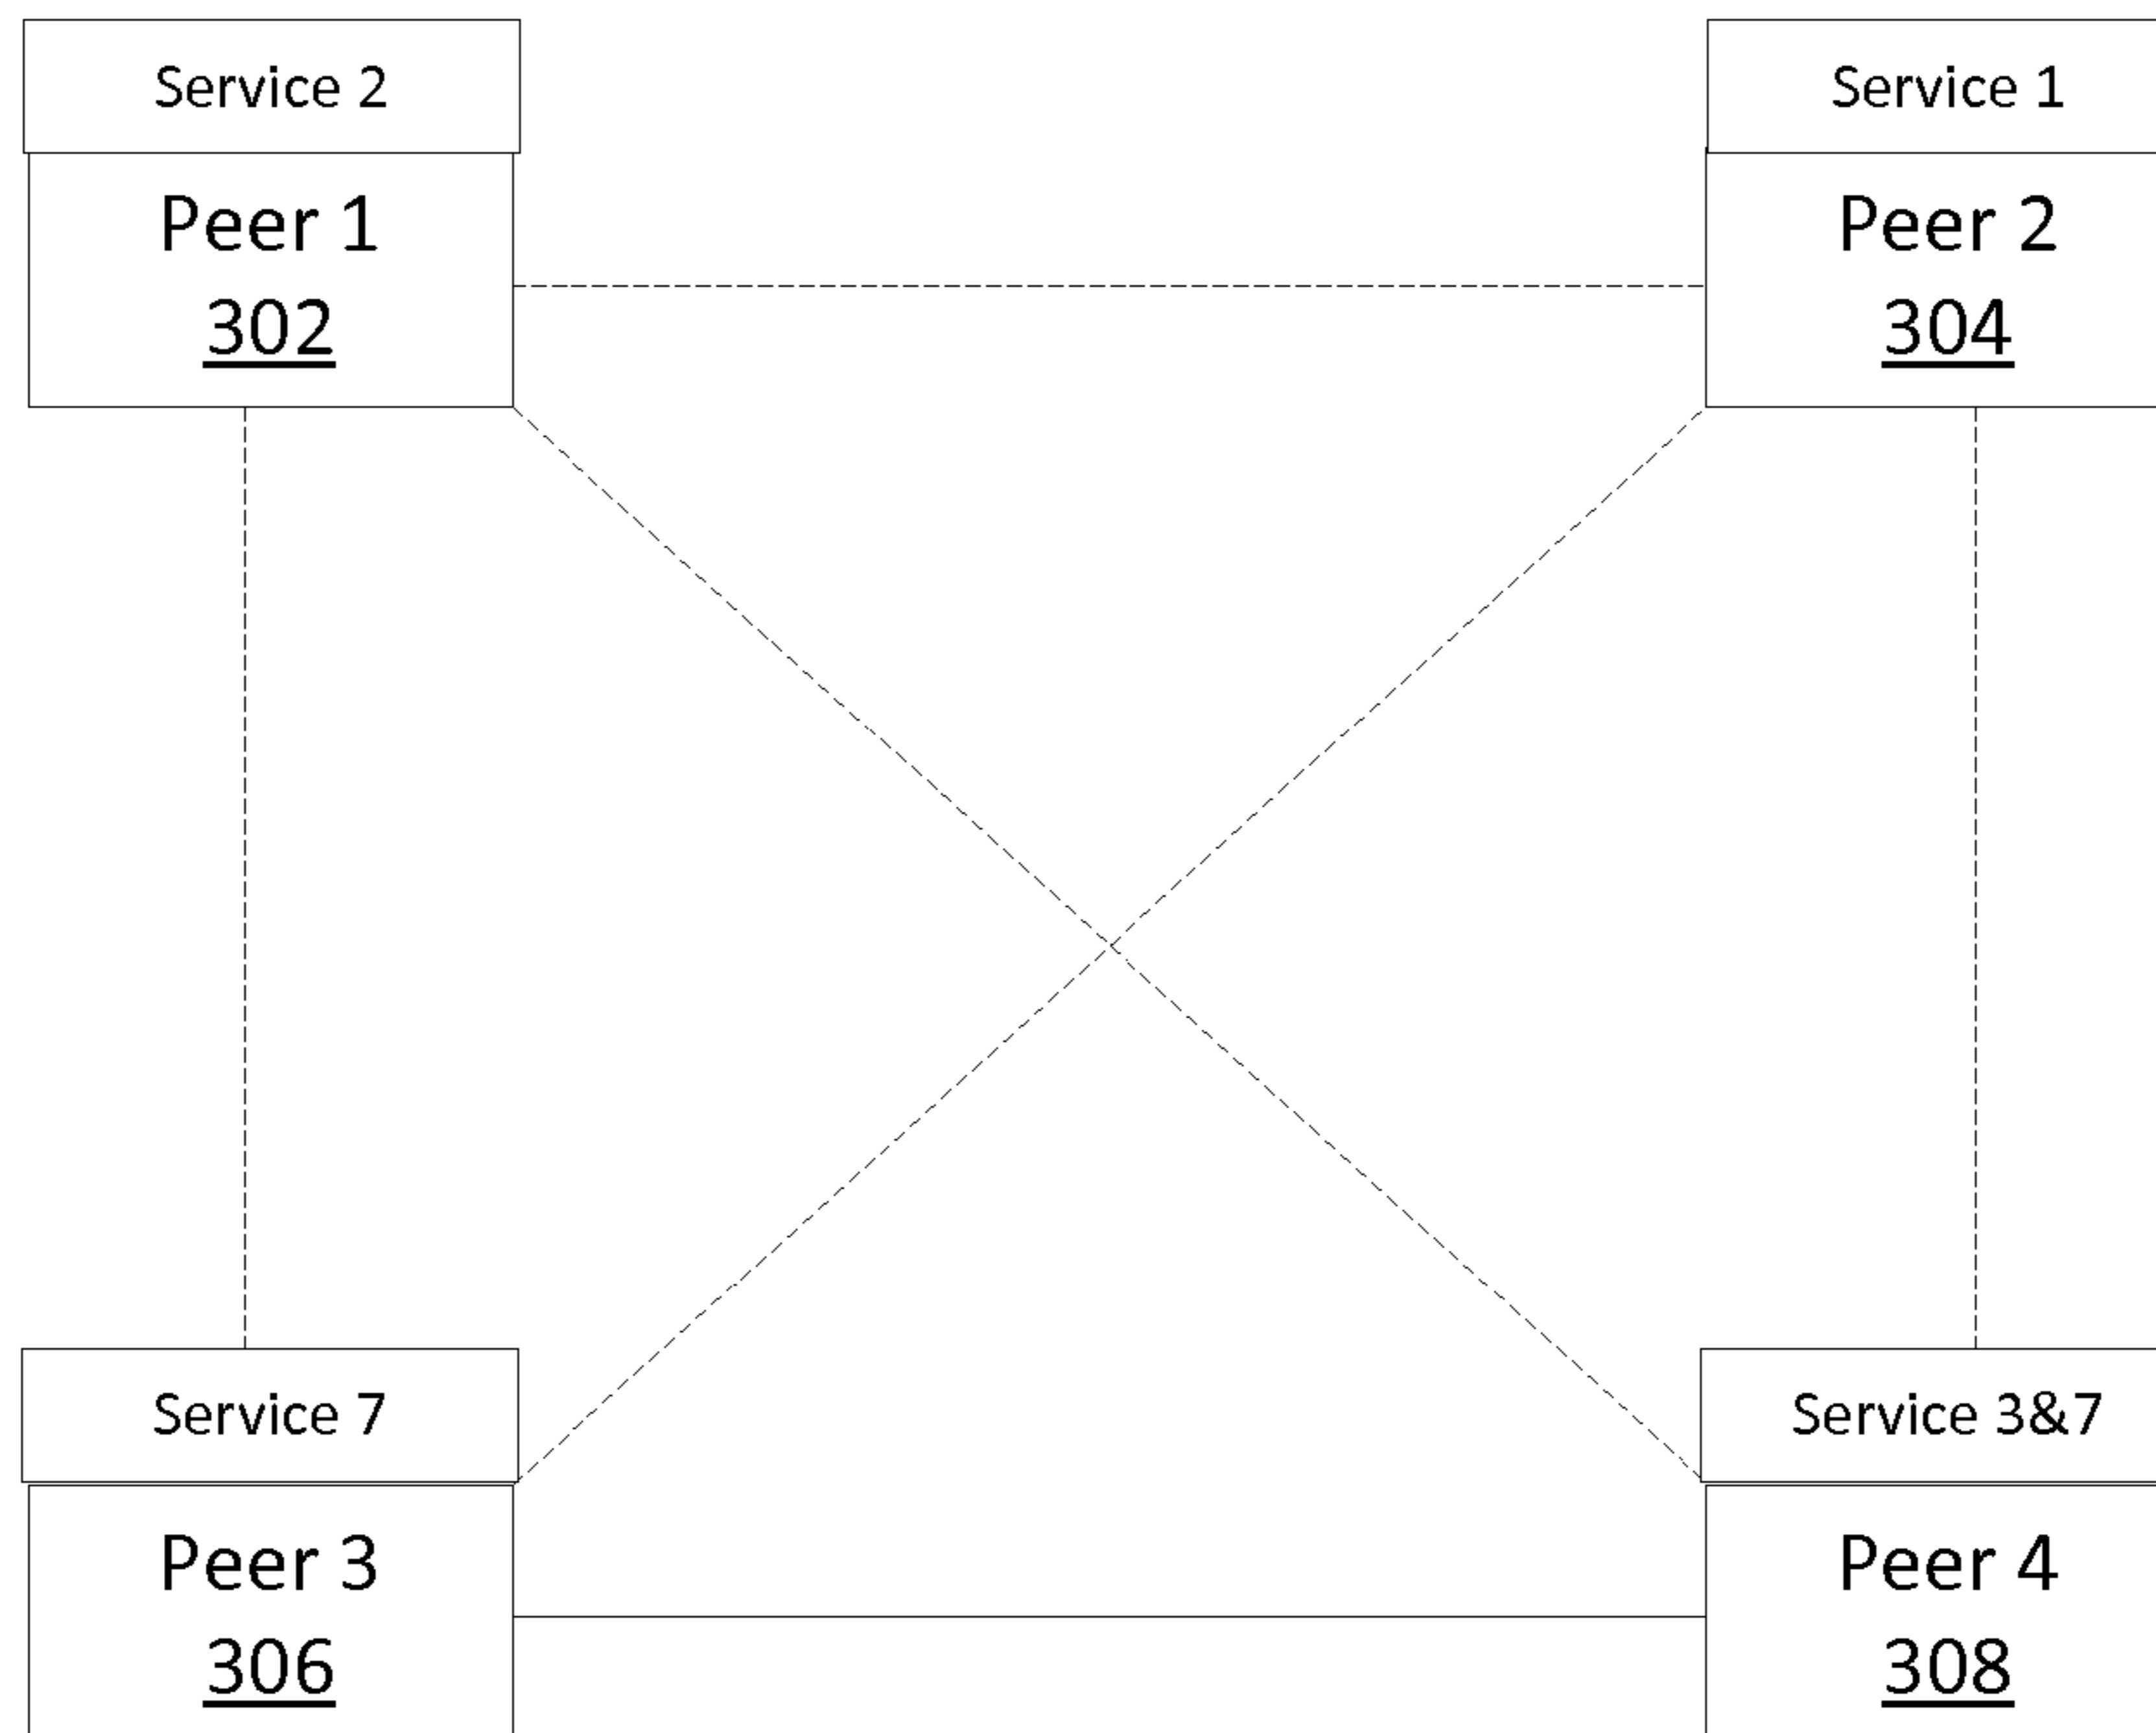 Service 2
Peer 1
302
Service 1
Peer 2
304
Service 7
Peer 3
306
Service 3&7
Peer 4
308